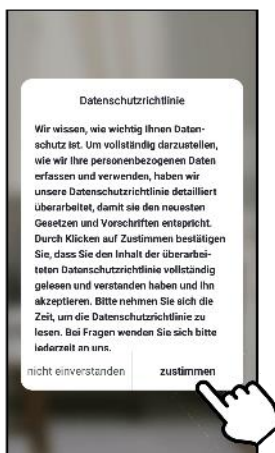 Datenschutzrichtlinie
Wir wissen, wie wichtig Ihnen Daten-
schutz ist. Um vollständig darzustellen,
wie wir Ihre personenbezogenen Daten
erfassen und verwenden, haben wir
unsere Datenschutzrichtlinie detailliert
überarbeitet, damit sie den neuesten
Gesetzen und Vorschriften entspricht.
Durch Klicken auf Zustimmen bestätigen
Sie, dass Sie den Inhalt der überarbei-
teten Datenschutzrichtlinie vollständig
gelesen und verstanden haben und ihn
akzeptieren. Bitte nehmen Sie sich die
Zeit, um die Datenschutzrichtlinie zu
lesen. Bei Fragen wenden Sie sich bitte
jederzeit an uns.
nicht einverstanden
zustimmen